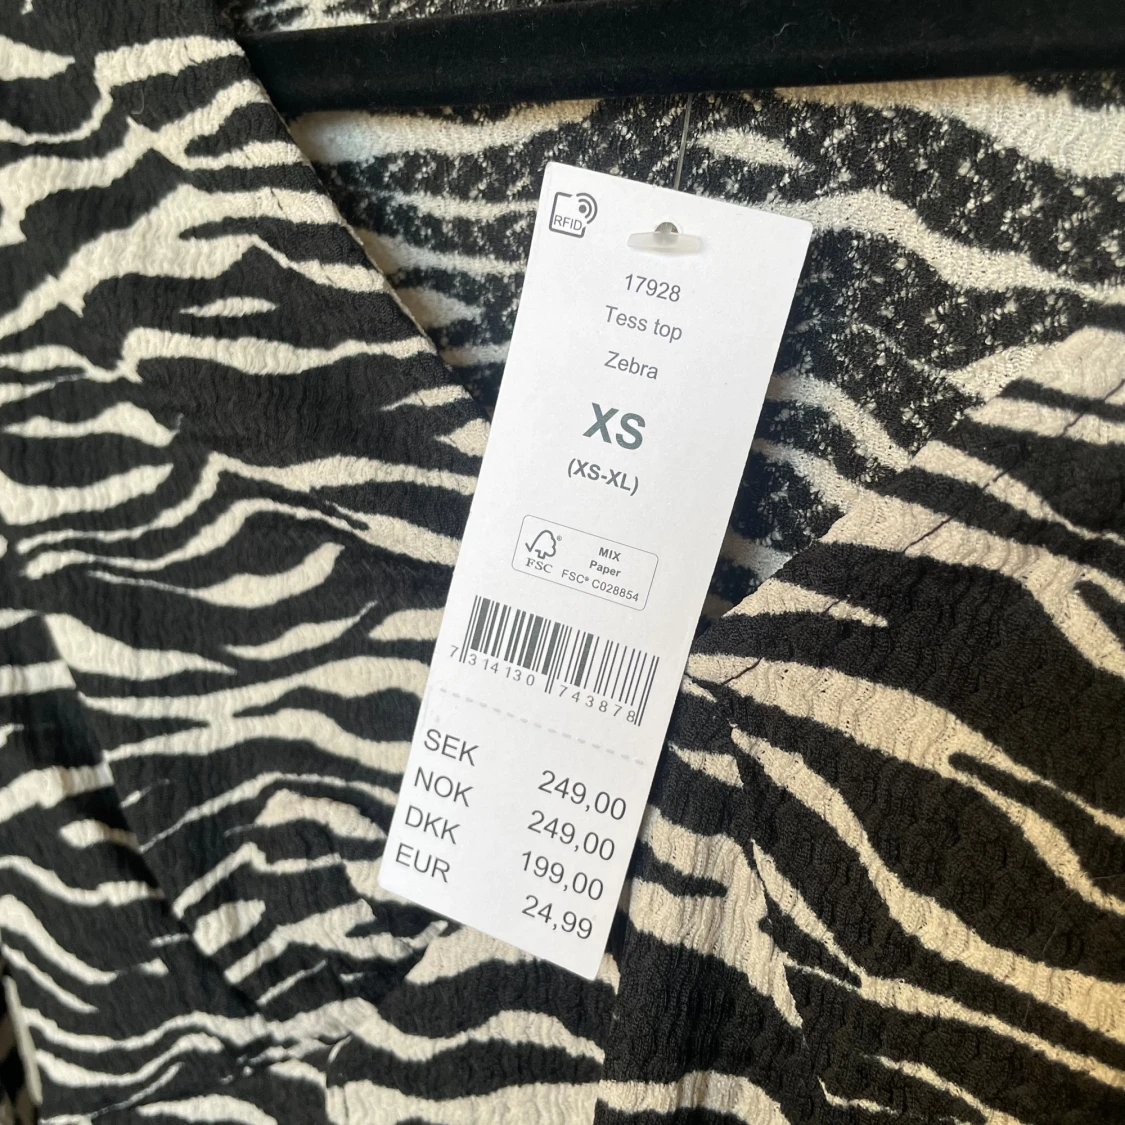 RFID
17928
Tess top
Zebra
XS
(XS-XL)
FSC®
MIX
Paper
FSC® C028854
7 314130 743878
SEK 249,00
NOK 249,00
DKK 199,00
EUR 24,99